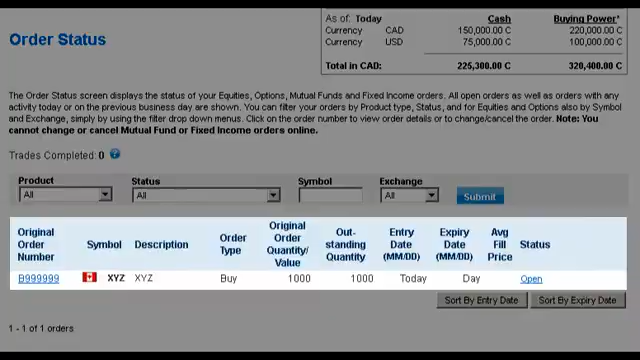 As of: Today Cash Buying Power*
Currency CAD 150,000.00 C 220,000.00 C
Order Status
Currency USD 75,000.00 C 100,000.00 C
Total in CAD: 225,300.00 C 320,400.00 C
The Order Status screen displays the status of your Equities, Options, Mutual Funds and Fixed Income orders. All open orders as well as orders with any
activity today or on the previous business day are shown. You can filter your orders by Product type, Status, and for Equities and Options also by Symbol
and Exchange, simply by using the filter drop down menus. Click on the order number to view order details or to change/cancel the order. Note: You
cannot change or cancel Mutual Fund or Fixed Income orders online.
Trades Completed: 0 ?
Product Status Symbol Exchange
All All All Submit
Original Order Number Symbol Description Order Type Original Order Quantity/ Value Out- standing Quantity Entry Date (MM/DD) Expiry Date (MM/DD) Avg Fill Price Status
B999999 XYZ XYZ Buy 1000 1000 Today Day Open
Sort By Entry Date Sort By Expiry Date
1 - 1 of 1 orders